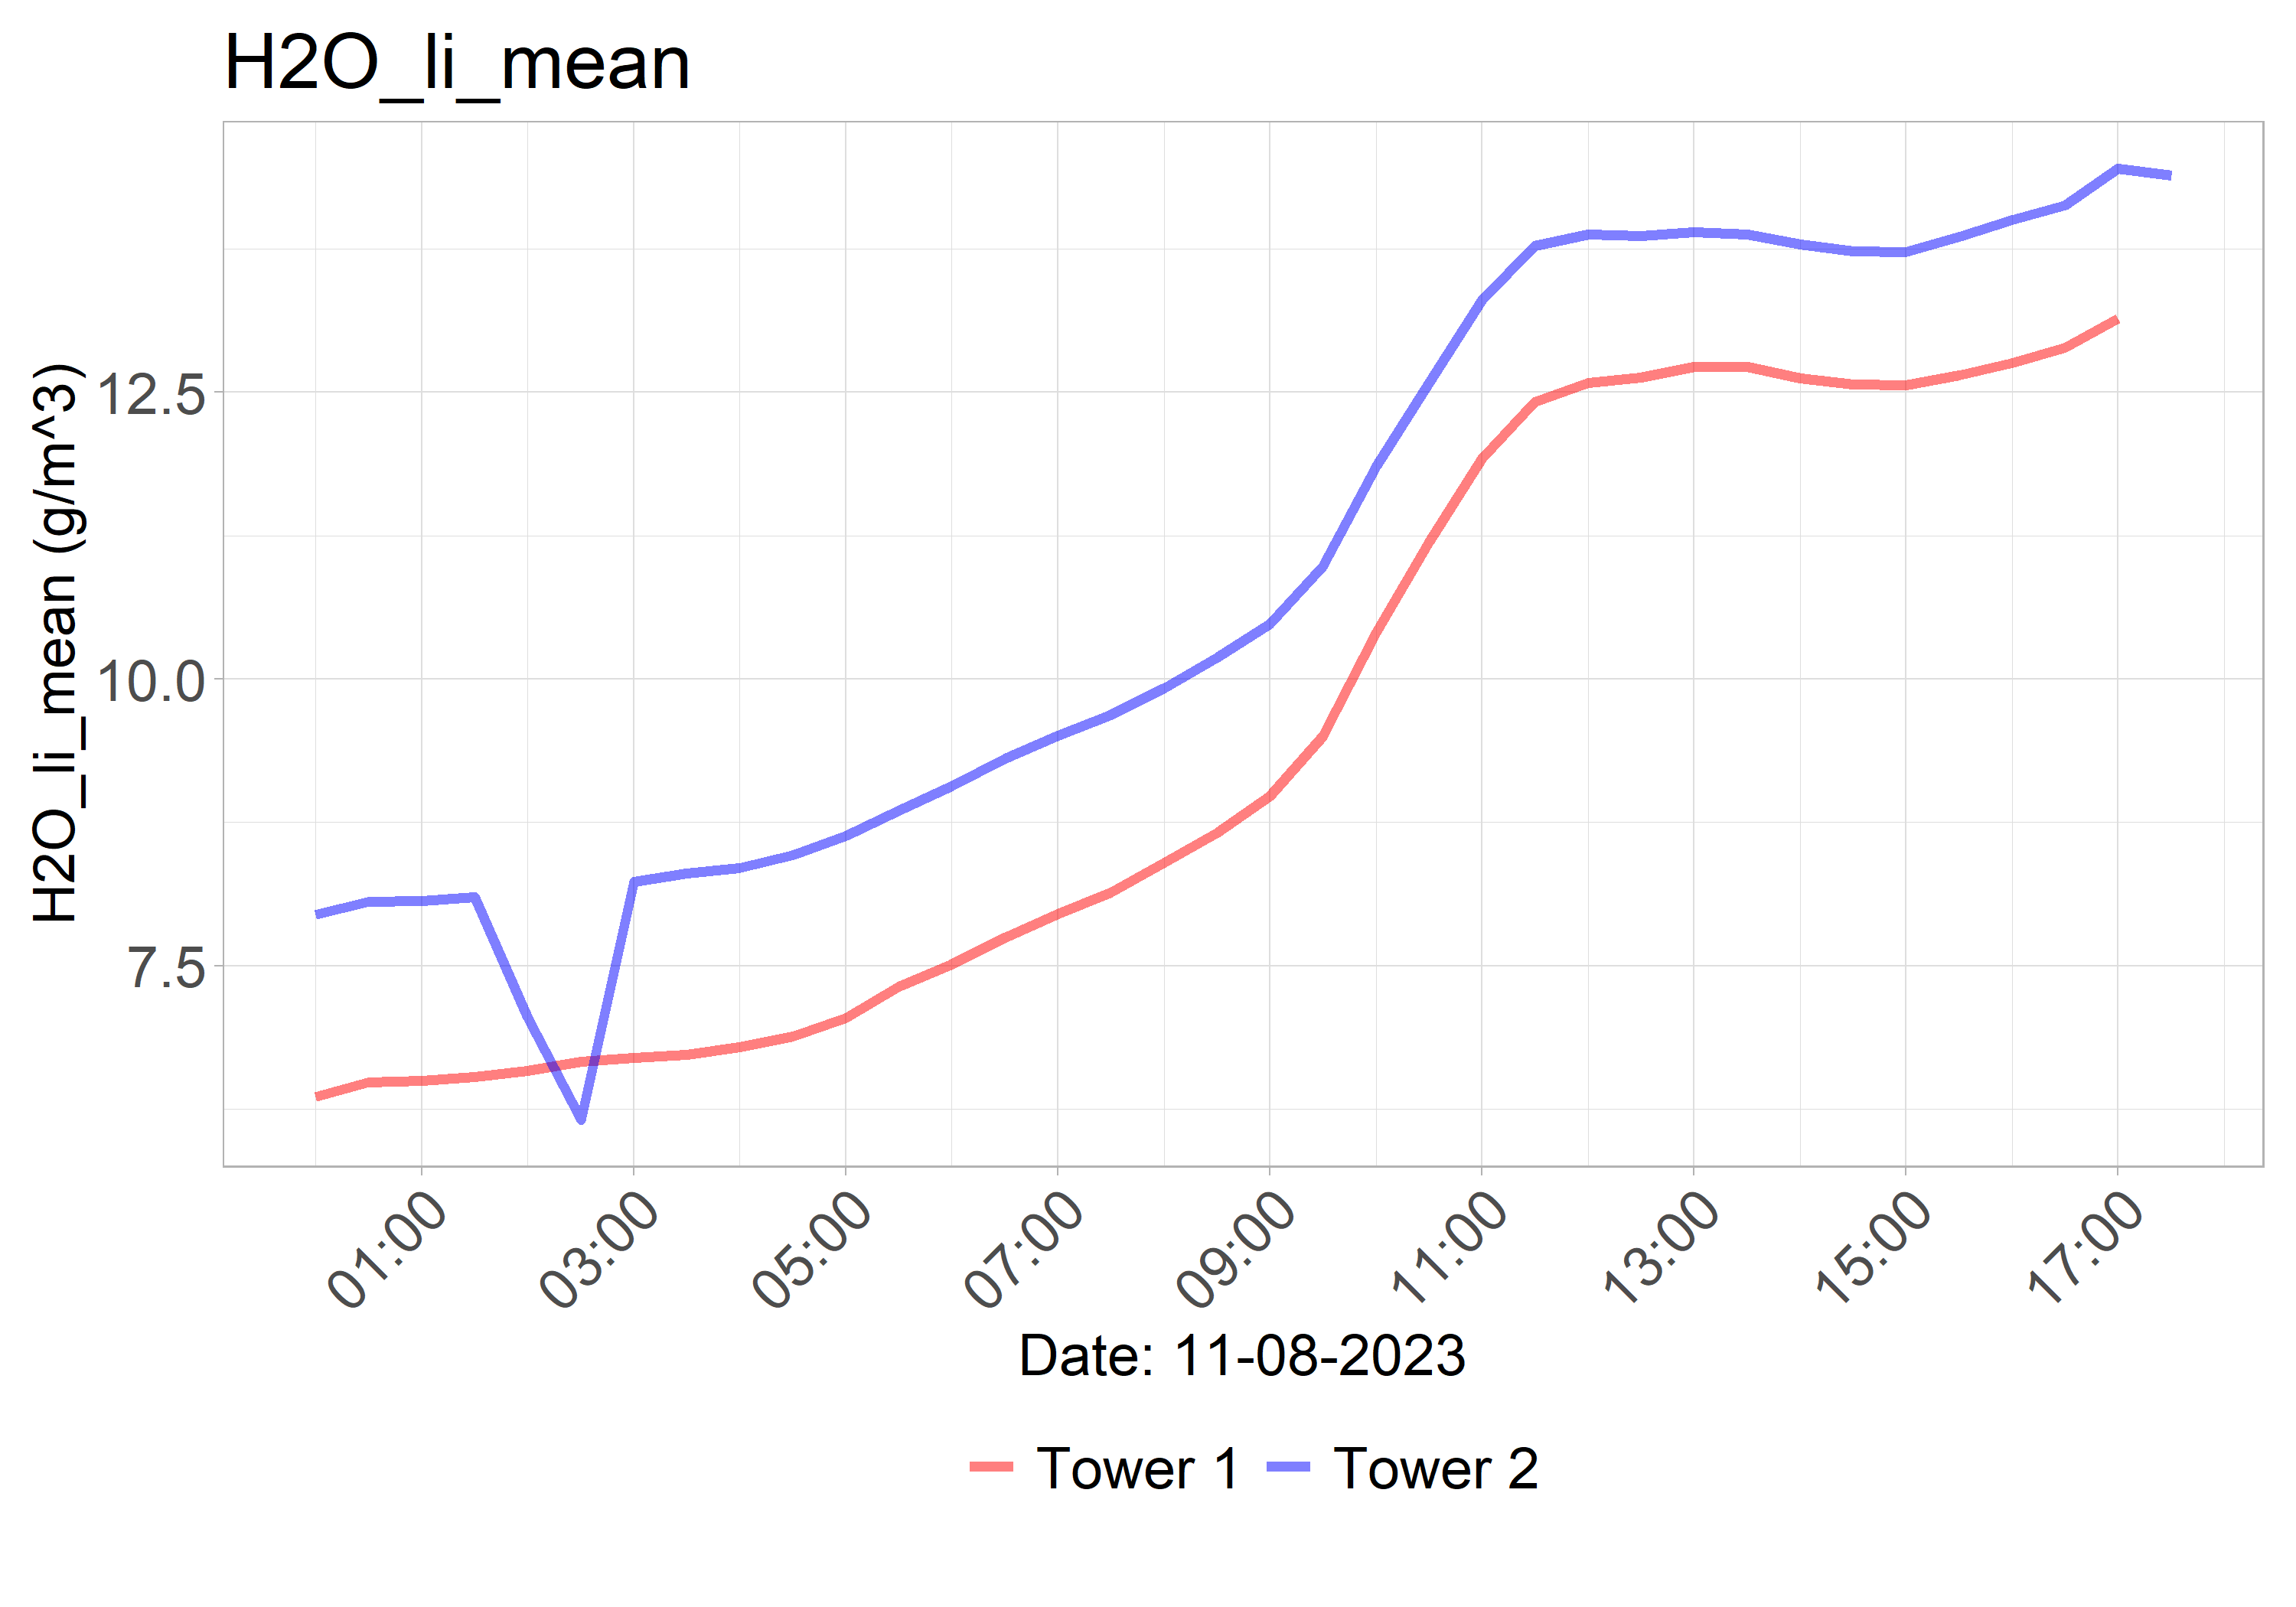 H2O_li_mean
H2O_li_mean (g/m^3)
12.5
10.0
7.5
01:00 03:00 05:00 07:00 09:00 11:00 13:00 15:00 17:00
Date: 11-08-2023
Tower 1 Tower 2